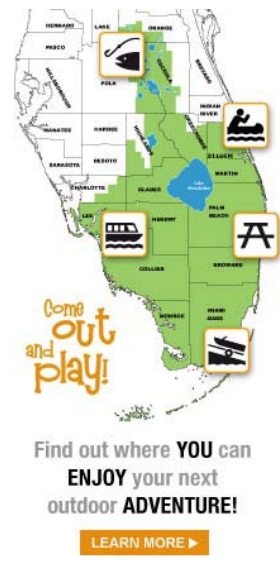 HERNANDO
LAKE
ORANGE
PASCO
OSCEOLA
BREVARD
HILLSBOROUGH
POLK
INDIAN
RIVER
MANATEE
HARDEE
HIGHLANDS
OKEECHOBEE
ST. LUCIE
SARASOTA
DESOTO
MARTIN
CHARLOTTE
GLADES
Lake
Okeechobee
LEE
HENDRY
PALM
BEACH
COLLIER
BROWARD
MONROE
MIAMI
DADE
Come
out
and
play!
Find out where YOU can
ENJOY your next
outdoor ADVENTURE!
LEARN MORE ▶